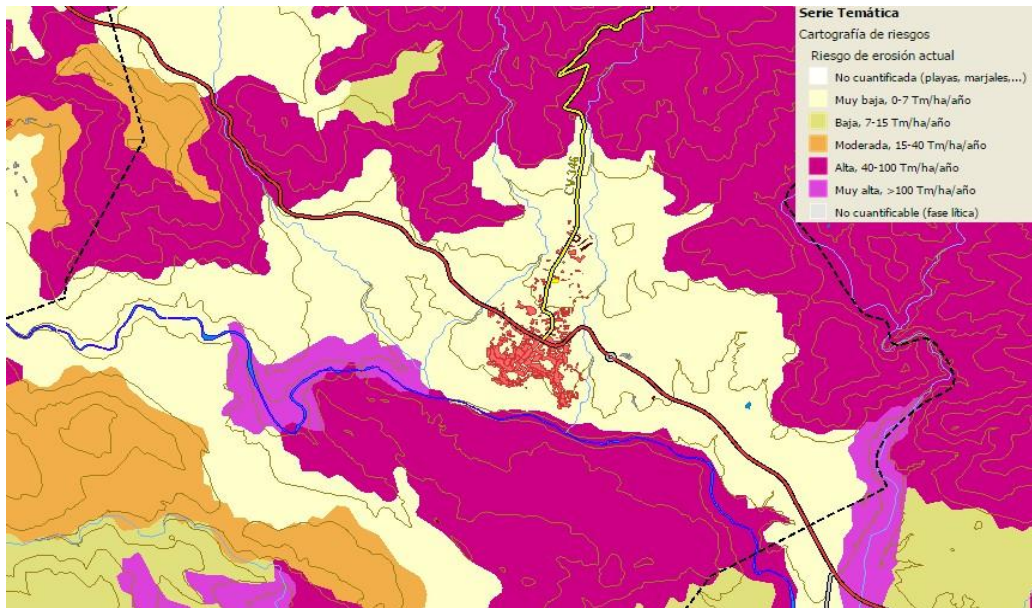 Serie Temática
Cartografía de riesgos
Riesgo de erosión actual
No cuantificada (playas, marjales,...)
Muy baja, 0-7 Tm/ha/año
Baja, 7-15 Tm/ha/año
Moderada, 15-40 Tm/ha/año
Alta, 40-100 Tm/ha/año
Muy alta, >100 Tm/ha/año
No cuantificable (fase lítica)
CV-346